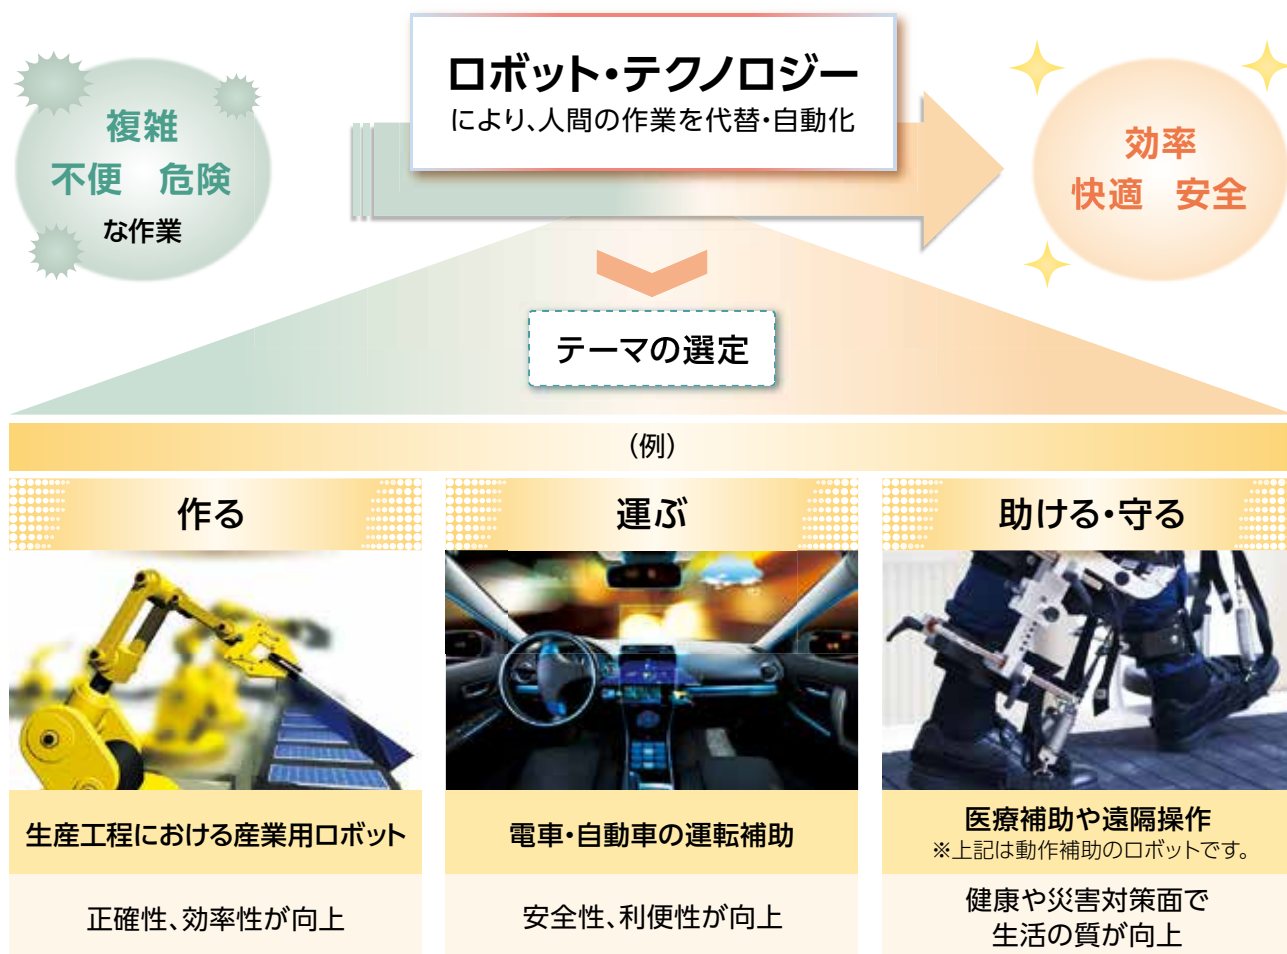 ロボット・テクノロジー
により、人間の作業を代替・自動化
複雑
不便　危険
な作業
効率
快適　安全
テーマの選定
（例）
作る
運ぶ
助ける・守る
生産工程における産業用ロボット
電車・自動車の運転補助
医療補助や遠隔操作
※上記は動作補助のロボットです。
正確性、効率性が向上
安全性、利便性が向上
健康や災害対策面で
生活の質が向上